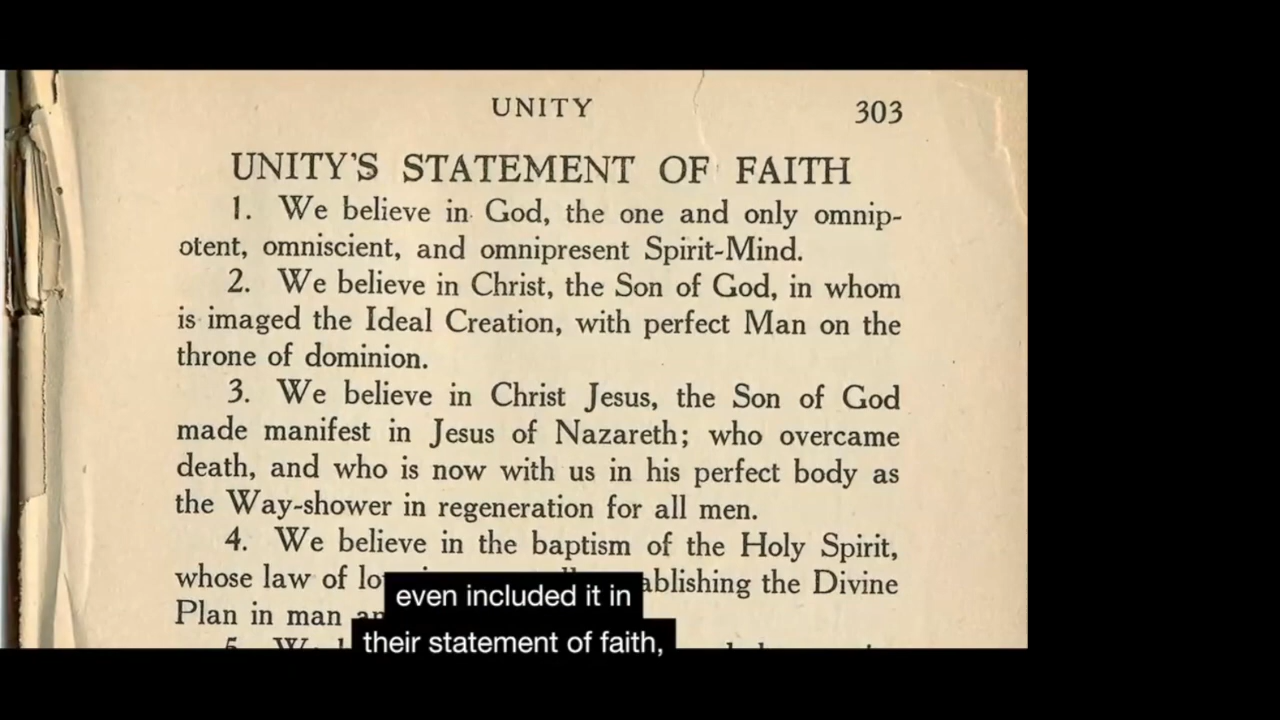 UNITY 303
UNITY'S STATEMENT OF FAITH
1. We believe in God, the one and only omnip-
otent, omniscient, and omnipresent Spirit-Mind.
2. We believe in Christ, the Son of God, in whom
is imaged the Ideal Creation, with perfect Man on the
throne of dominion.
3. We believe in Christ Jesus, the Son of God
made manifest in Jesus of Nazareth; who overcame
death, and who is now with us in his perfect body as
the Way-shower in regeneration for all men.
4. We believe in the baptism of the Holy Spirit,
whose law of the Divine
Plan in man
even included it in
their statement of faith,